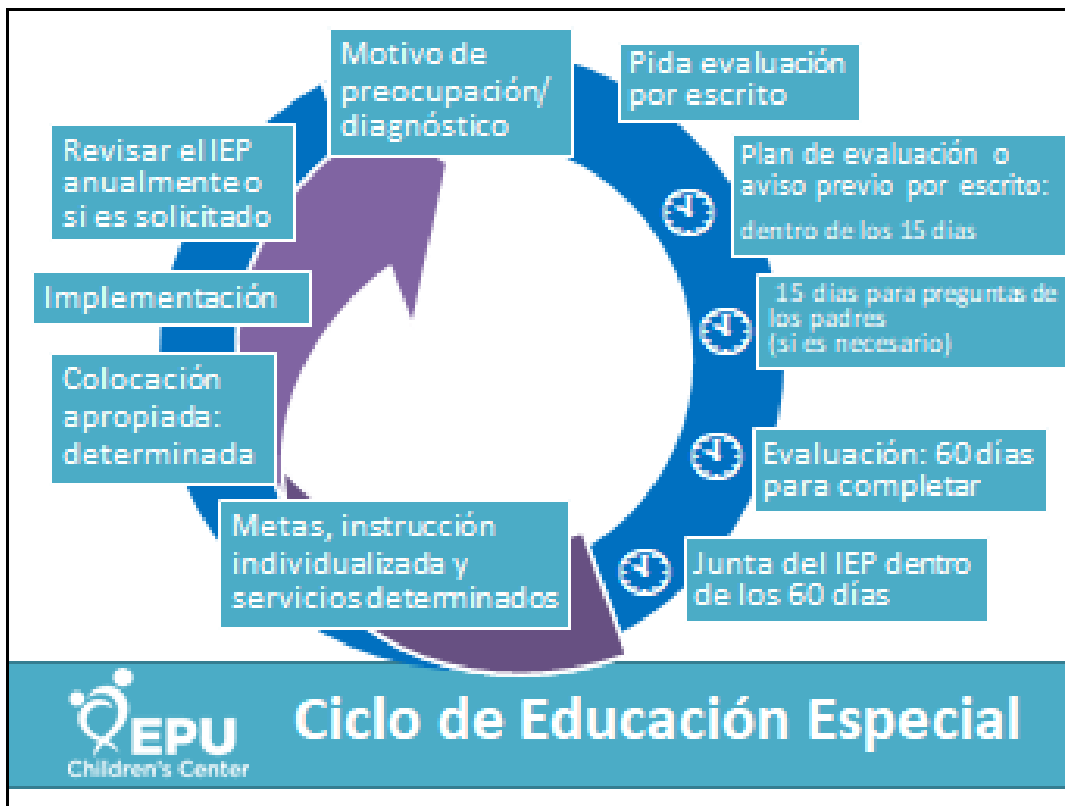 Motivo de
preocupación/
diagnóstico
Pida evaluación
por escrito
Plan de evaluación o
aviso previo por escrito:
dentro de los 15 dias
15 días para preguntas de
los padres
(si es necesario)
Evaluación: 60 días
para completar
Junta del IEP dentro
de los 60 días
Metas, instrucción
individualizada y
servicios determinados
Colocación
apropiada:
determinada
Implementación
Revisar el IEP
anualmente o
si es solicitado
EPU
Children's Center
Ciclo de Educación Especial